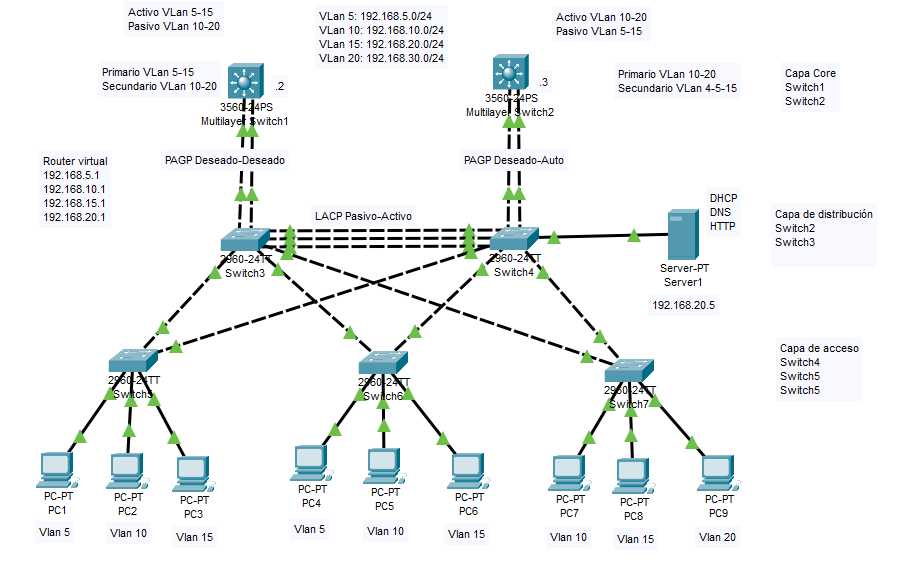 Activo VLan 5-15
Pasivo VLan 10-20
VLan 5: 192.168.5.0/24
VLan 10: 192.168.10.0/24
VLan 15: 192.168.20.0/24
VLan 20: 192.168.30.0/24
Activo VLan 10-20
Pasivo VLan 5-15
Primario VLan 5-15
Secundario VLan 10-20
.2
3560-24PS
Multilayer Switch1
.3
3560-24PS
Multilayer Switch2
Primario VLan 10-20
Secundario VLan 4-5-15
Capa Core
Switch1
Switch2
Router virtual
192.168.5.1
192.168.10.1
192.168.15.1
192.168.20.1
PAGP Deseado-Deseado
PAGP Deseado-Auto
LACP Pasivo-Activo
2960-24TT
Switch3
2960-24TT
Switch4
DHCP
DNS
HTTP
Server-PT
Server1
192.168.20.5
Capa de distribución
Switch2
Switch3
2960-24TT
Switch5
2960-24TT
Switch6
2960-24TT
Switch7
Capa de acceso
Switch4
Switch5
Switch5
PC-PT
PC1
PC-PT
PC2
PC-PT
PC3
PC-PT
PC4
PC-PT
PC5
PC-PT
PC6
PC-PT
PC7
PC-PT
PC8
PC-PT
PC9
Vlan 5
Vlan 10
Vlan 15
Vlan 5
Vlan 10
Vlan 15
Vlan 10
Vlan 15
Vlan 20